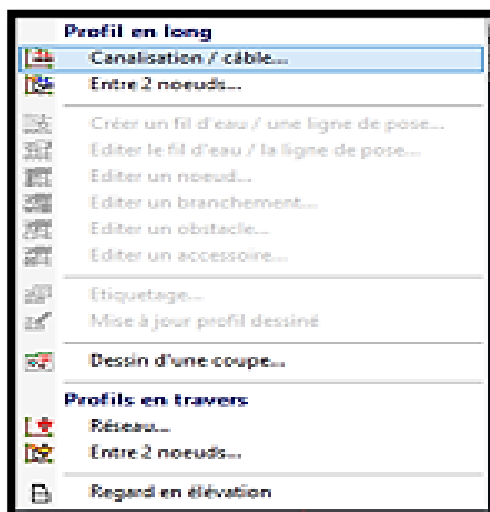 Profil en long
Canalisation / câble...
Entre 2 noeuds...
Créer un fil d'eau / une ligne de pose...
Editer le fil d'eau / la ligne de pose...
Editer un noeud...
Editer un branchement...
Editer un obstacle...
Editer un accessoire...
Etiquetage...
Mise à jour profil dessiné
Dessin d'une coupe...
Profils en travers
Réseau...
Entre 2 noeuds...
Regard en élévation